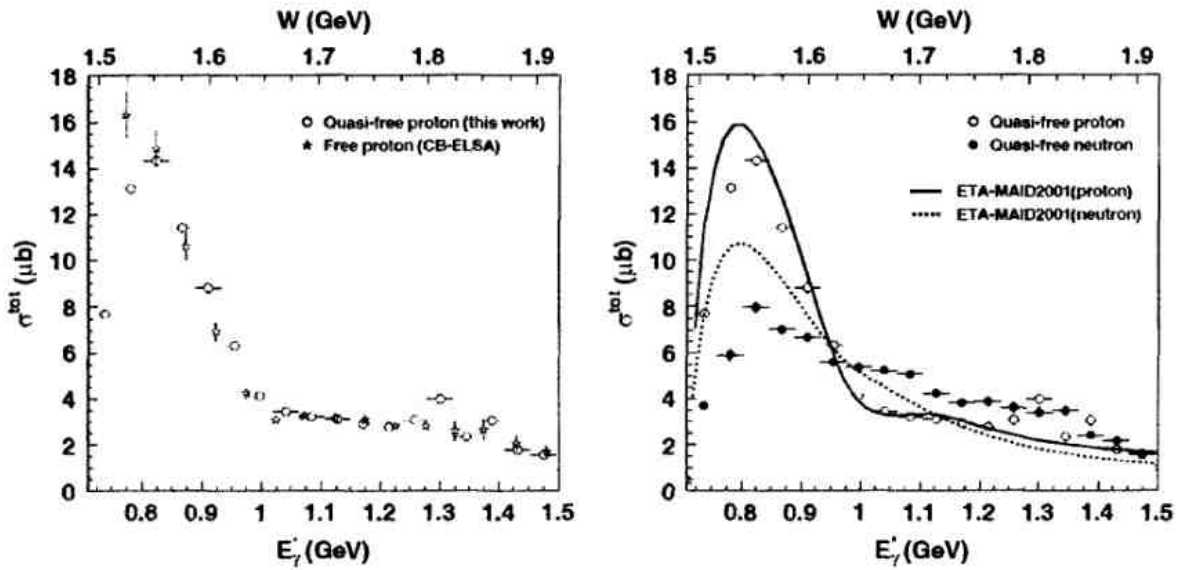 W (GeV)
1.5 1.6 1.7 1.8 1.9
18
16
14
12
10
8
6
4
2
0
σtot (μb)
Quasi-free proton (this work)
Free proton (CB-ELSA)
0.8 0.9 1 1.1 1.2 1.3 1.4 1.5
E*γ (GeV)
W (GeV)
1.5 1.6 1.7 1.8 1.9
18
16
14
12
10
8
6
4
2
0
σtot (μb)
Quasi-free proton
Quasi-free neutron
ETA-MAID2001(proton)
ETA-MAID2001(neutron)
0.8 0.9 1 1.1 1.2 1.3 1.4 1.5
E*γ (GeV)